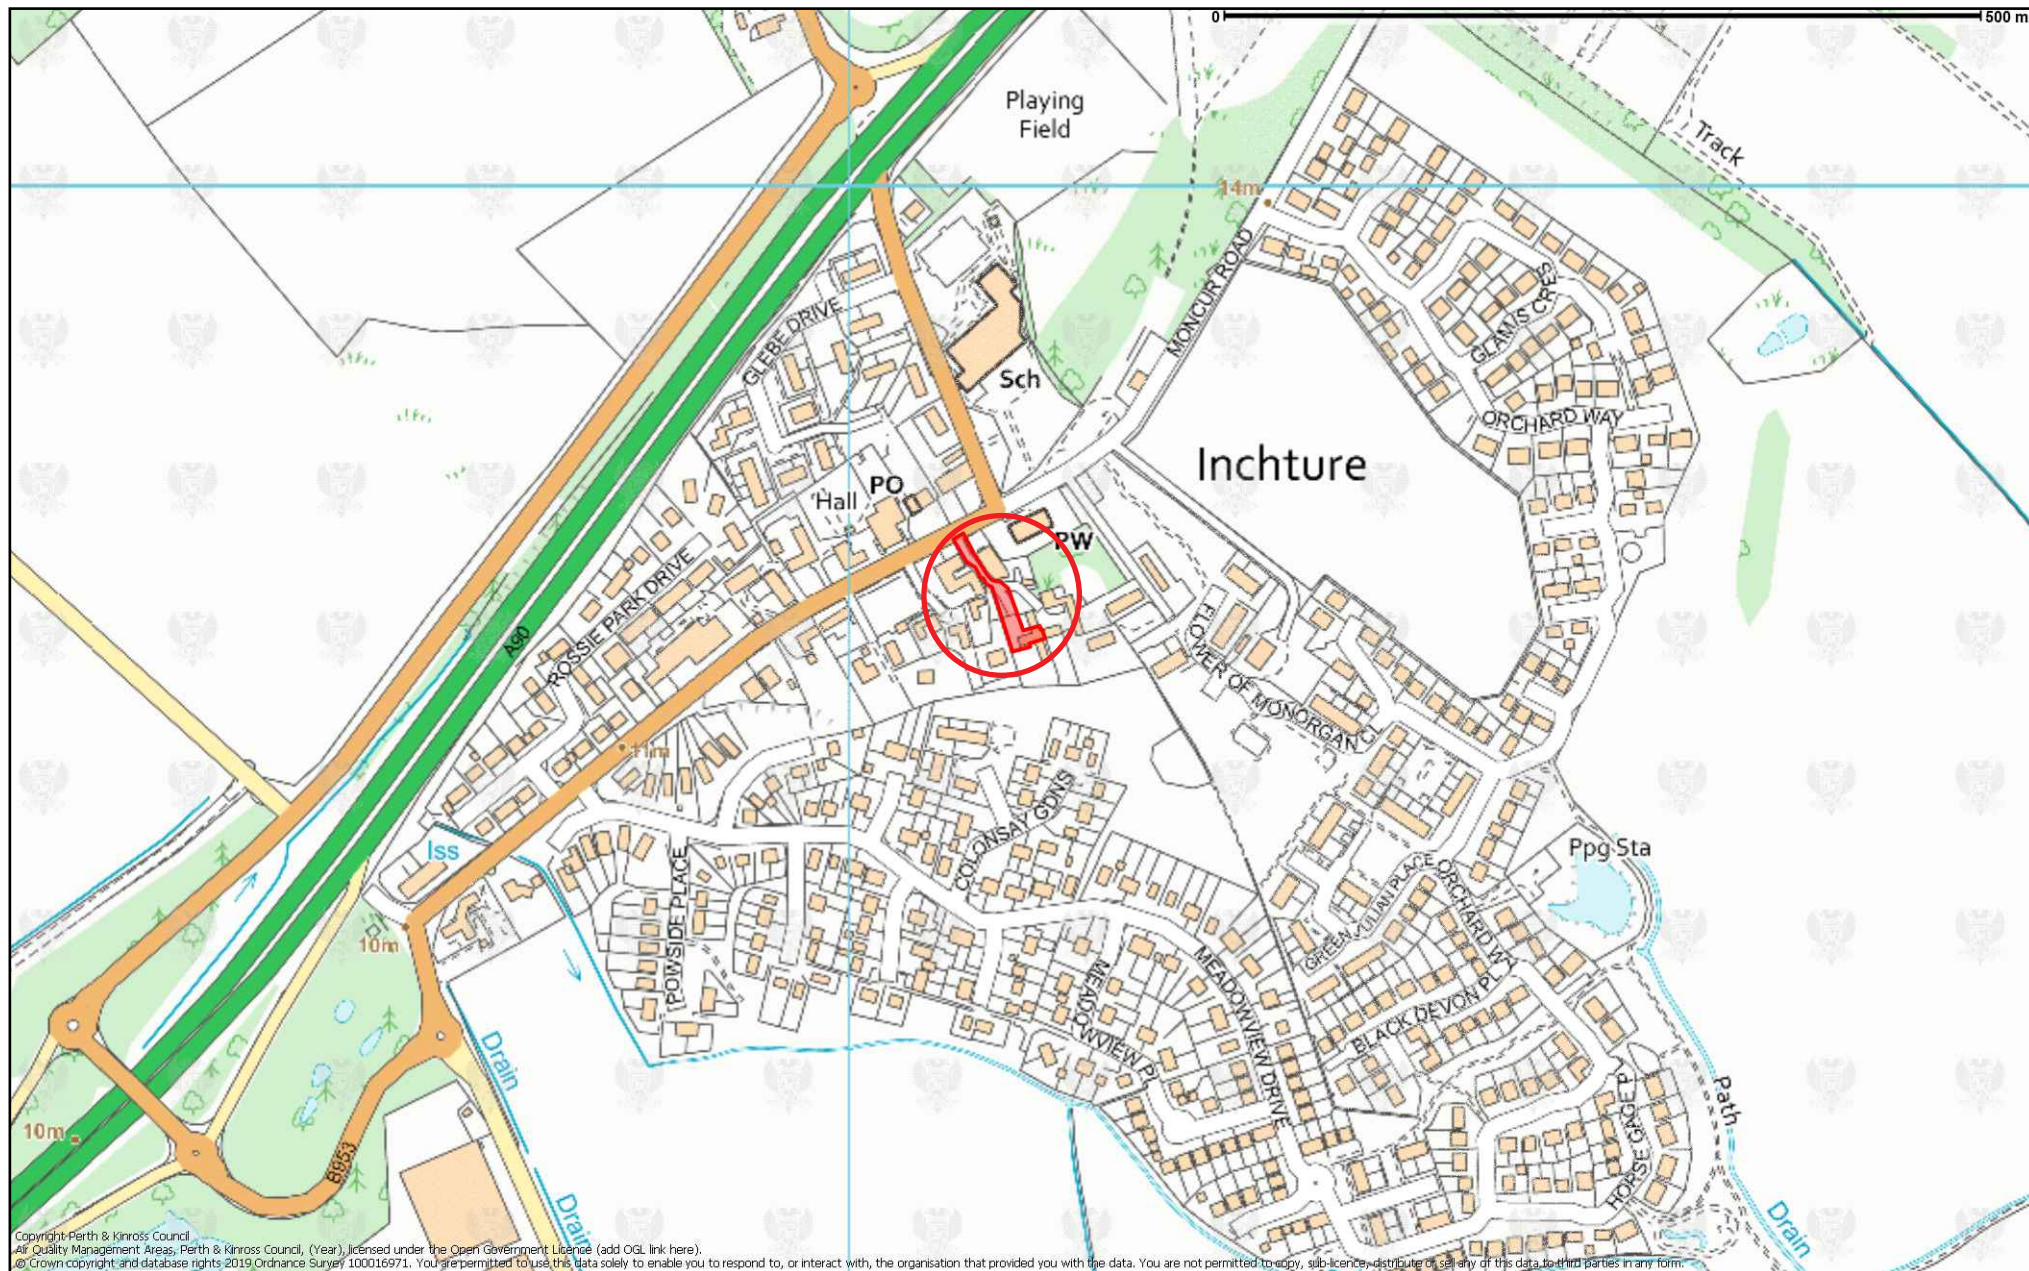 0
500 m
Playing
Field
Track
14m
MONCUR ROAD
GLAMIS CRES
GLEBE DRIVE
Sch
ORCHARD WAY
Inchture
PO
Hall
PW
ROSSIE PARK DRIVE
A90
FLOWER OF MONORGAN
11m
COLONSAY GDNS
Iss
Ppg Sta
POWSIDE PLACE
10m
GREEN JULIAN PLACE
ORCHARD WY
MEADOWVIEW PL
MEADOWVIEW DRIVE
BLACK DEVON PL
Drain
HORSE GAGE PL
Path
10m
B953
Drain
Drain
Copyright Perth & Kinross Council
Air Quality Management Areas, Perth & Kinross Council, (Year), licensed under the Open Government Licence (add OGL link here).
© Crown copyright and database rights 2019 Ordnance Survey 100016971. You are permitted to use this data solely to enable you to respond to, or interact with, the organisation that provided you with the data. You are not permitted to copy, sub-licence, distribute or sell any of this data to third parties in any form.